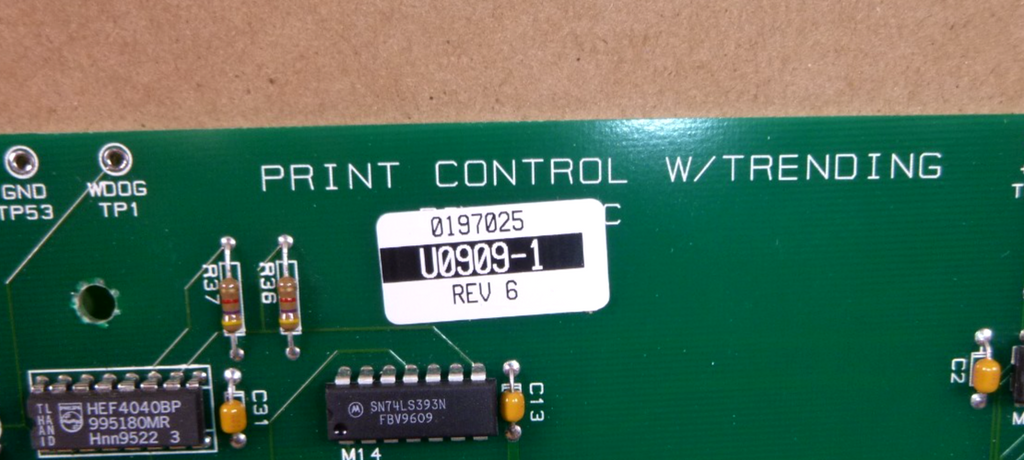 PRINT CONTROL W/TRENDING
GND
TP53
WDOG
TP1
C
0197025
U0909-1
REV 6
R37
R36
C31
C13
C2
HEF4040BP
995180MR
Hnn9522 3
PHILIPS
SN74LS393N
FBV9609
M14